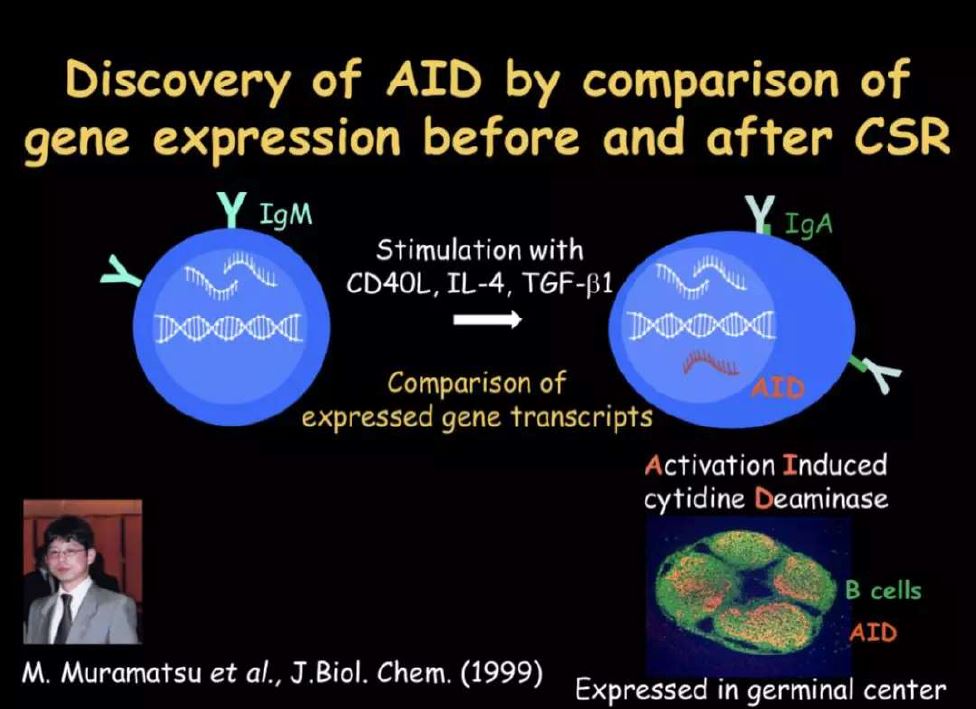 Discovery of AID by comparison of
gene expression before and after CSR
IgM
Stimulation with
CD40L, IL-4, TGF-β1
IgA
Comparison of
expressed gene transcripts
AID
Activation Induced
cytidine Deaminase
B cells
AID
M. Muramatsu et al., J.Biol. Chem. (1999)
Expressed in germinal center